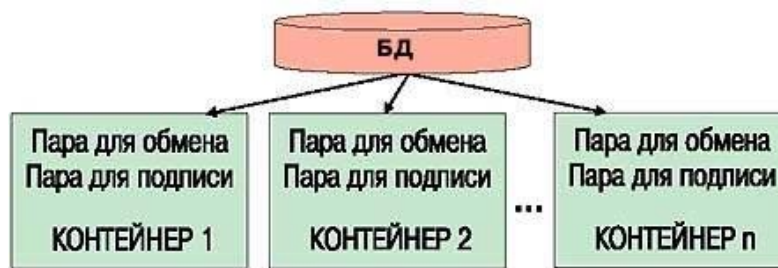 БД
Пара для обмена
Пара для подписи
КОНТЕЙНЕР 1
Пара для обмена
Пара для подписи
КОНТЕЙНЕР 2
...
Пара для обмена
Пара для подписи
КОНТЕЙНЕР n